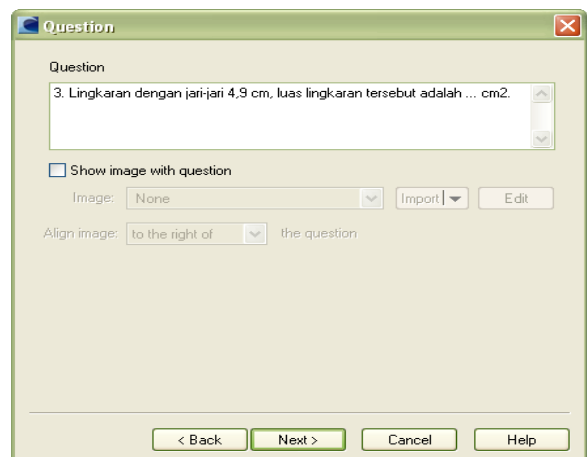 Question
Question
3. Lingkaran dengan jari-jari 4,9 cm, luas lingkaran tersebut adalah ... cm2.
Show image with question
Image: None Import Edit
Align image: to the right of the question
< Back Next > Cancel Help